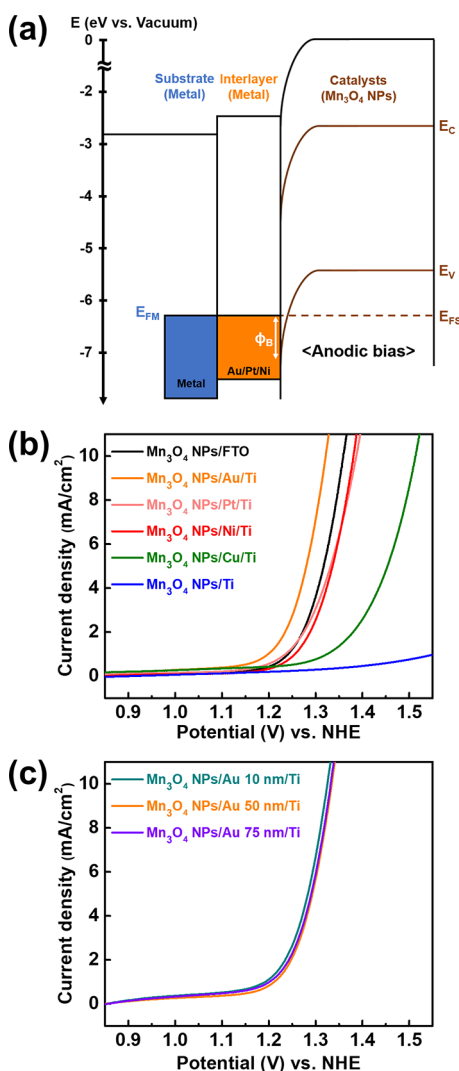 (a)
E (eV vs. Vacuum)
0
-2
-3
-4
-5
-6
-7
Substrate
(Metal)
Interlayer
(Metal)
Catalysts
(Mn₃O₄ NPs)
E_C
E_V
E_FM
E_FS
ϕ_B
<Anodic bias>
Metal
Au/Pt/Ni
(b)
Current density (mA/cm²)
10
8
6
4
2
0
Mn₃O₄ NPs/FTO
Mn₃O₄ NPs/Au/Ti
Mn₃O₄ NPs/Pt/Ti
Mn₃O₄ NPs/Ni/Ti
Mn₃O₄ NPs/Cu/Ti
Mn₃O₄ NPs/Ti
0.9 1.0 1.1 1.2 1.3 1.4 1.5
Potential (V) vs. NHE
(c)
Current density (mA/cm²)
10
8
6
4
2
0
Mn₃O₄ NPs/Au 10 nm/Ti
Mn₃O₄ NPs/Au 50 nm/Ti
Mn₃O₄ NPs/Au 75 nm/Ti
0.9 1.0 1.1 1.2 1.3 1.4 1.5
Potential (V) vs. NHE